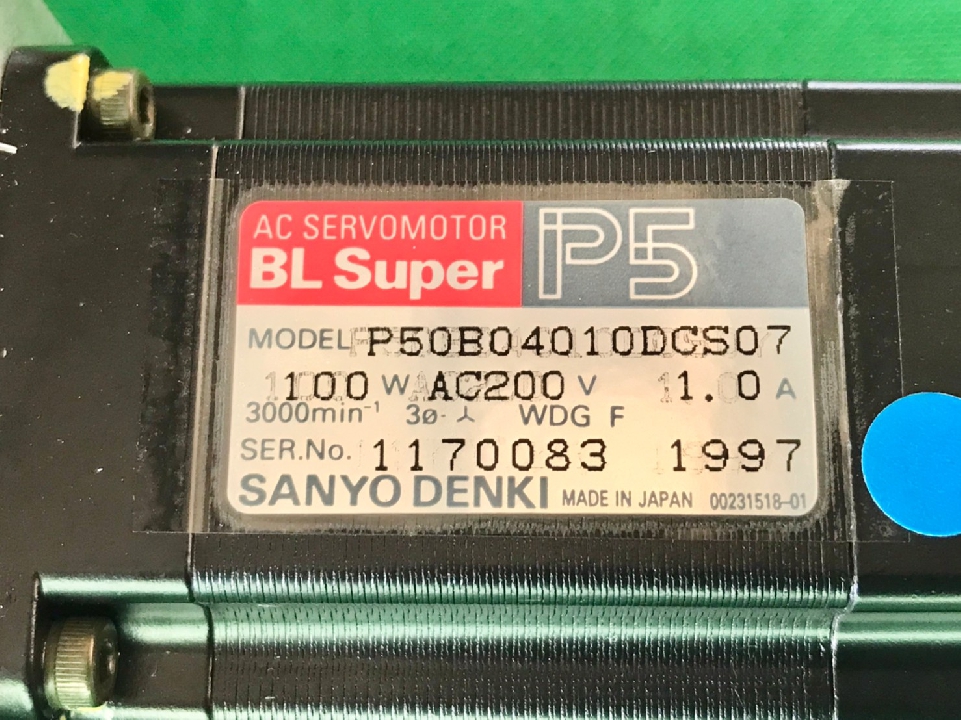 AC SERVOMOTOR
BL Super P5
MODEL P50B04010DCS07
100 W AC200 V 1.0 A
3000min⁻¹ 3ø-⅄ WDG F
SER.No. 1170083 1997
SANYO DENKI MADE IN JAPAN 00231518-01